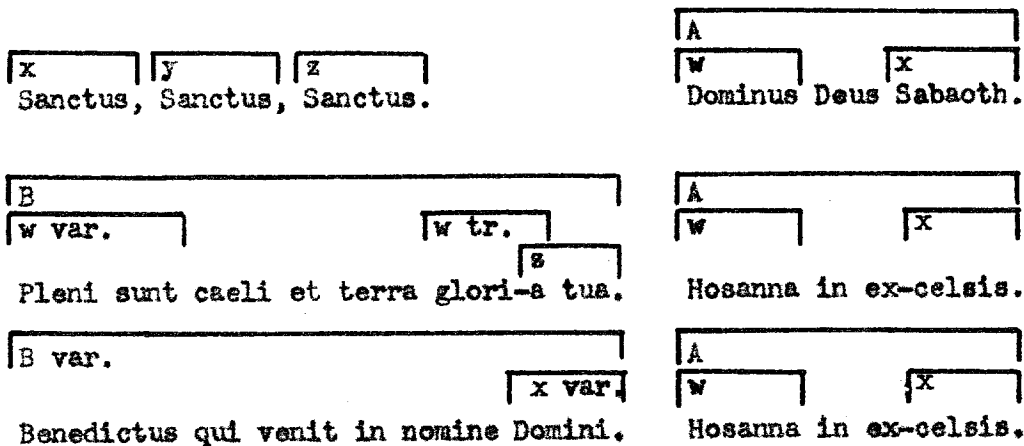 A
x y z w x
Sanctus, Sanctus, Sanctus. Dominus Deus Sabaoth.
B A
w var. w tr. w x
z
Pleni sunt caeli et terra glori-a tua. Hosanna in ex-celsis.
B var. A
x var. w x
Benedictus qui venit in nomine Domini. Hosanna in ex-celsis.